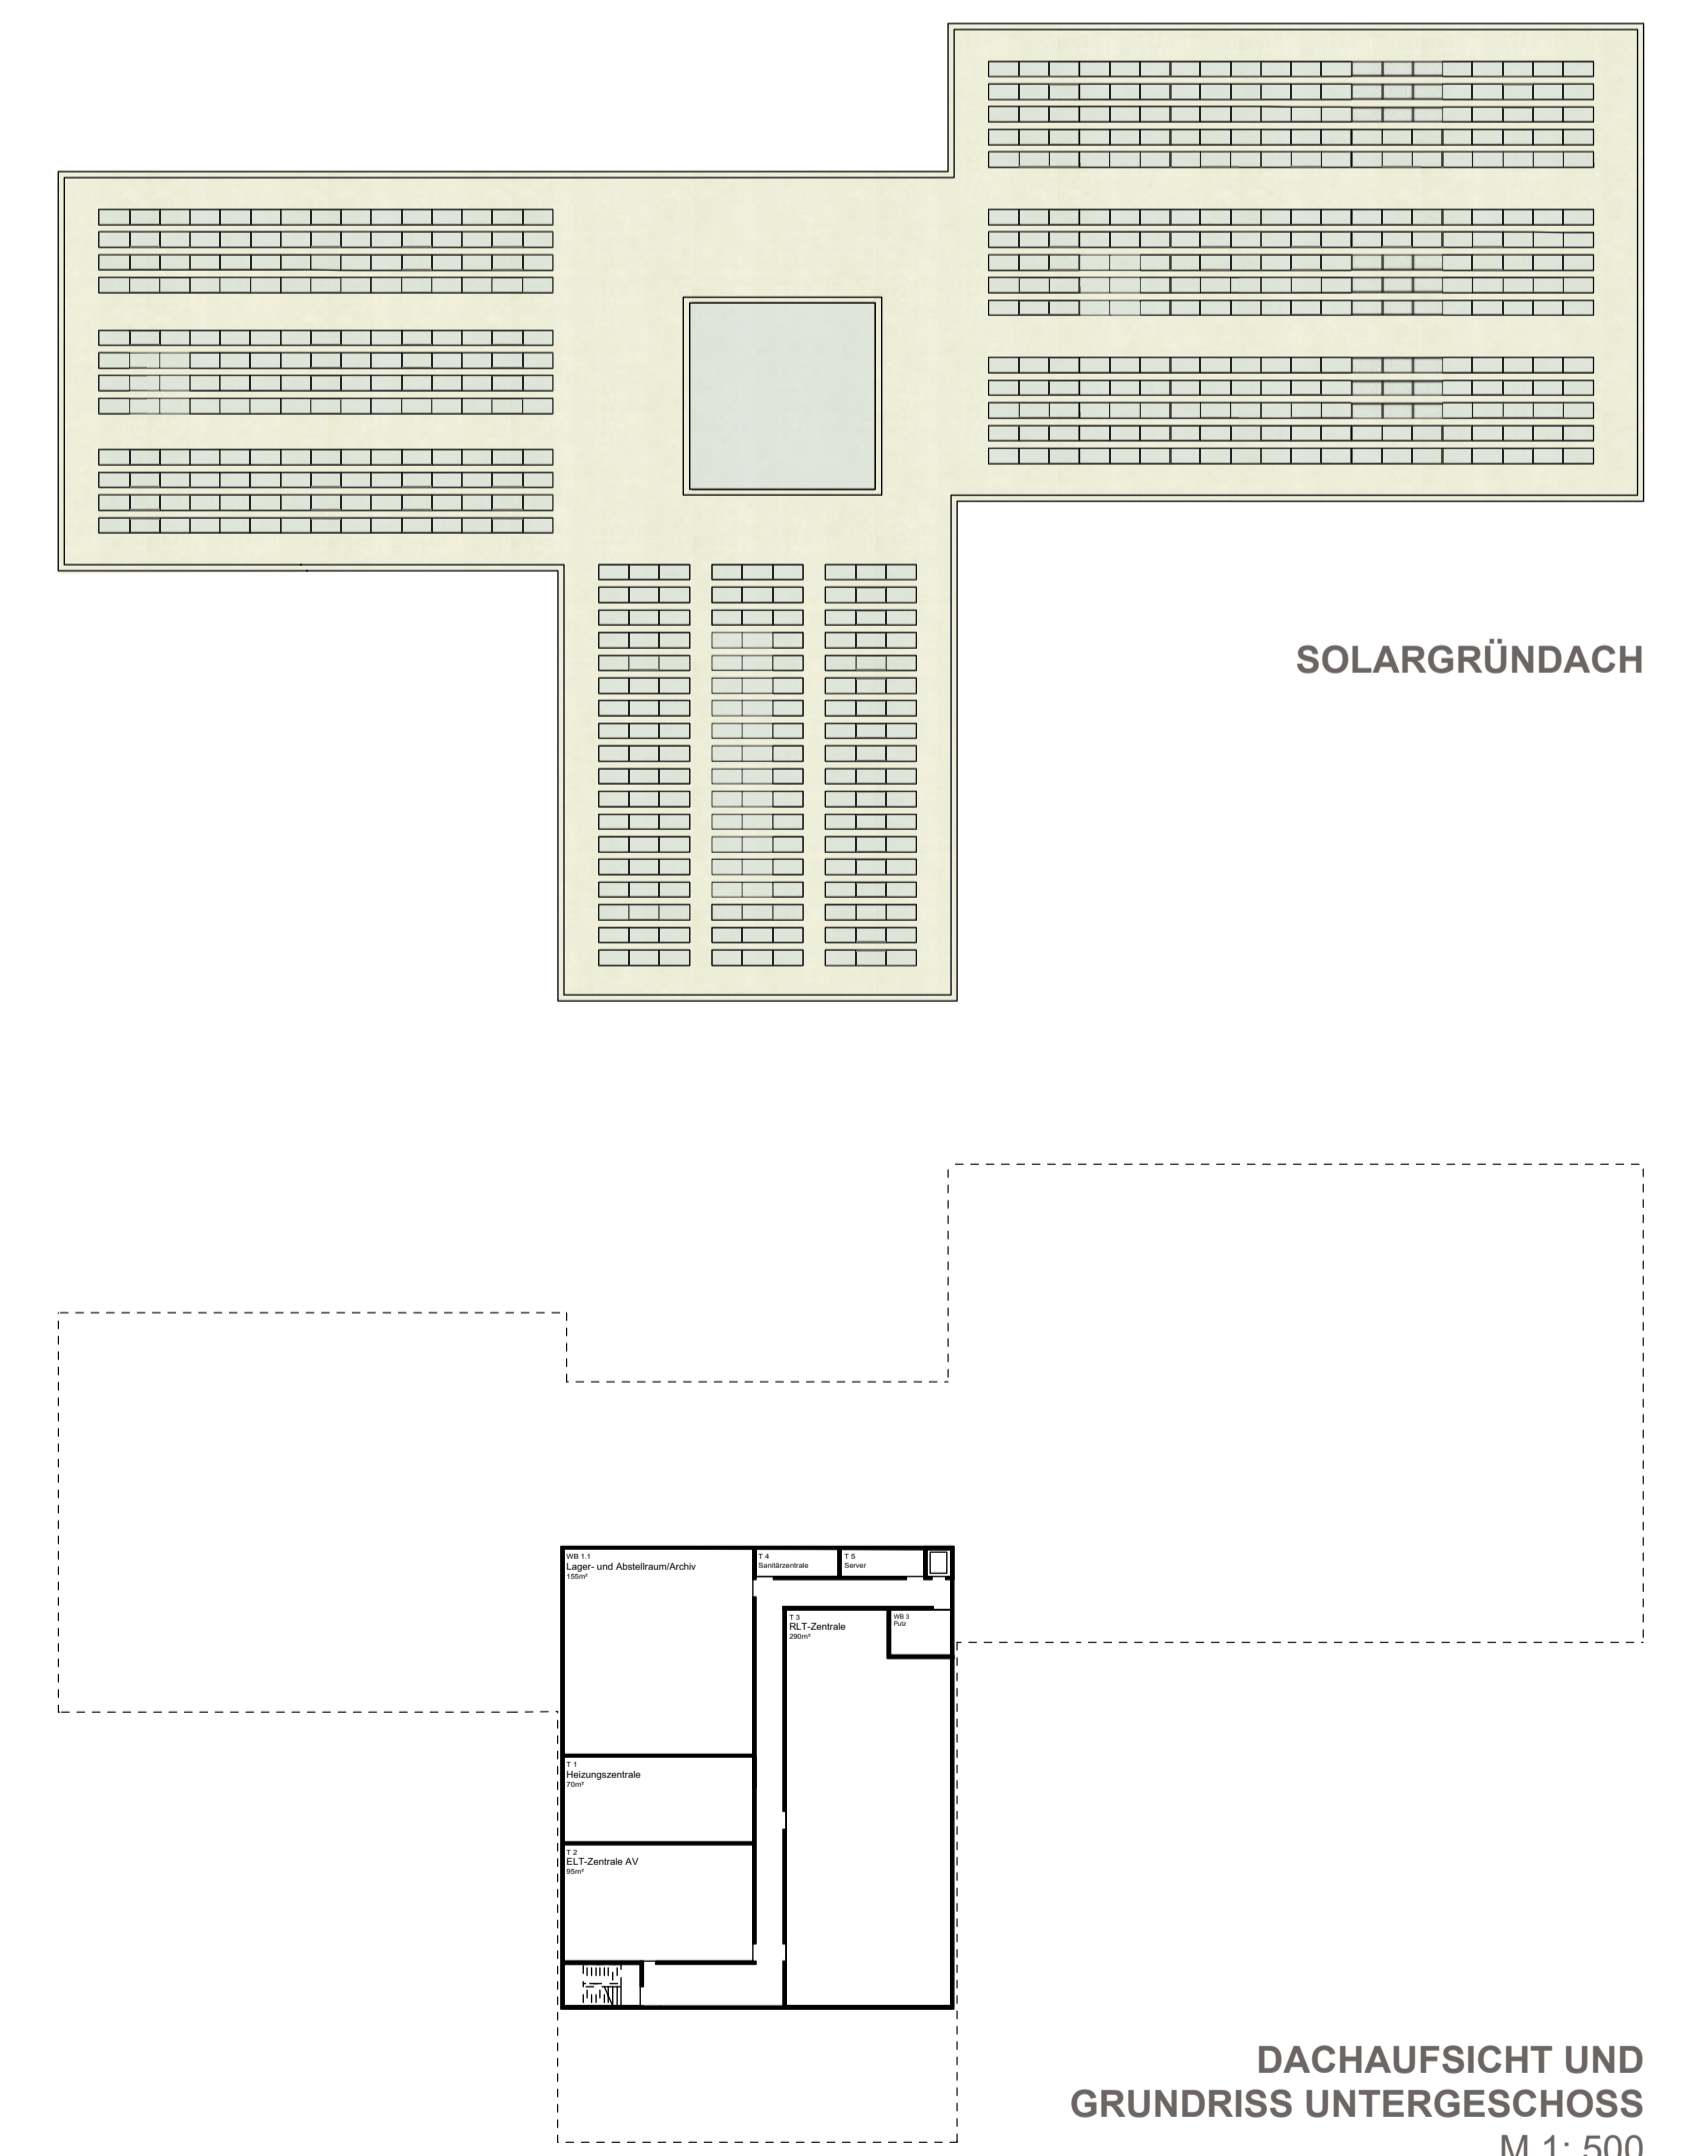 SOLARGRÜNDACH
WB 1.1
Lager- und Abstellraum/Archiv
155m²
T 4
Sanitärzentrale
T 5
Server
T 3
RLT-Zentrale
290m²
WB 3
Putz
T 1
Heizungszentrale
70m²
T 2
ELT-Zentrale AV
95m²
DACHAUFSICHT UND
GRUNDRISS UNTERGESCHOSS
M 1: 500